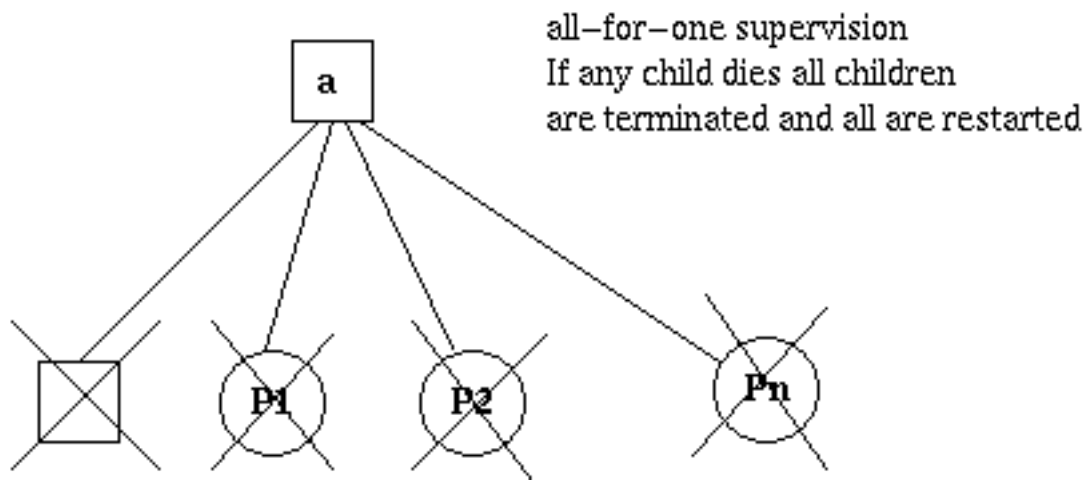 all–for–one supervision
If any child dies all children
are terminated and all are restarted
a
P1
P2
Pn